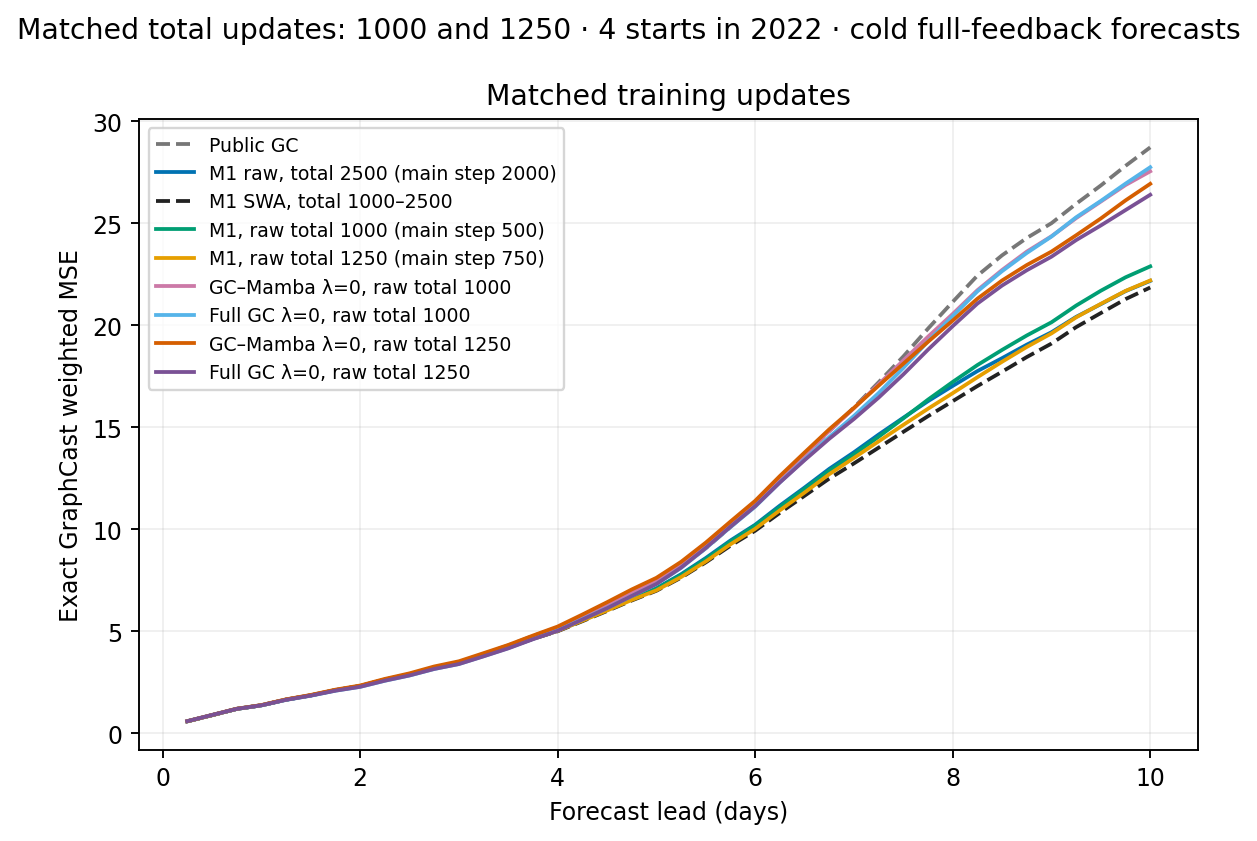 Matched total updates: 1000 and 1250 · 4 starts in 2022 · cold full-feedback forecasts
Matched training updates
Public GC
M1 raw, total 2500 (main step 2000)
M1 SWA, total 1000–2500
M1, raw total 1000 (main step 500)
M1, raw total 1250 (main step 750)
GC–Mamba λ=0, raw total 1000
Full GC λ=0, raw total 1000
GC–Mamba λ=0, raw total 1250
Full GC λ=0, raw total 1250
Exact GraphCast weighted MSE
30
25
20
15
10
5
0
0 2 4 6 8 10
Forecast lead (days)